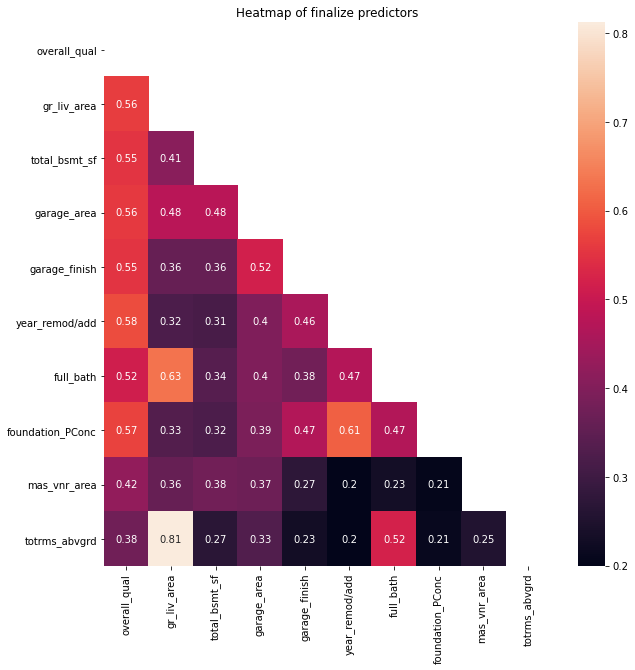 Heatmap of finalize predictors
overall_qual
gr_liv_area 0.56
total_bsmt_sf 0.55 0.41
garage_area 0.56 0.48 0.48
garage_finish 0.55 0.36 0.36 0.52
year_remod/add 0.58 0.32 0.31 0.4 0.46
full_bath 0.52 0.63 0.34 0.4 0.38 0.47
foundation_PConc 0.57 0.33 0.32 0.39 0.47 0.61 0.47
mas_vnr_area 0.42 0.36 0.38 0.37 0.27 0.2 0.23 0.21
totrms_abvgrd 0.38 0.81 0.27 0.33 0.23 0.2 0.52 0.21 0.25
overall_qual
gr_liv_area
total_bsmt_sf
garage_area
garage_finish
year_remod/add
full_bath
foundation_PConc
mas_vnr_area
totrms_abvgrd
0.8
0.7
0.6
0.5
0.4
0.3
0.2